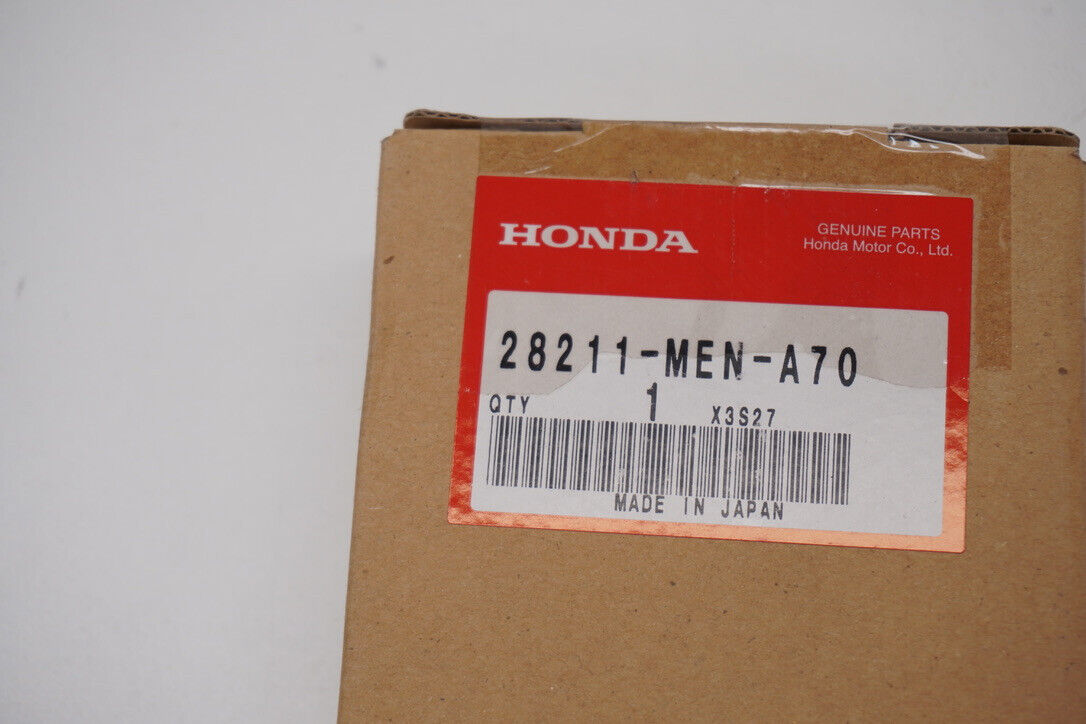 HONDA
GENUINE PARTS
Honda Motor Co., Ltd.
28211-MEN-A70
QTY 1 X3S27
MADE IN JAPAN